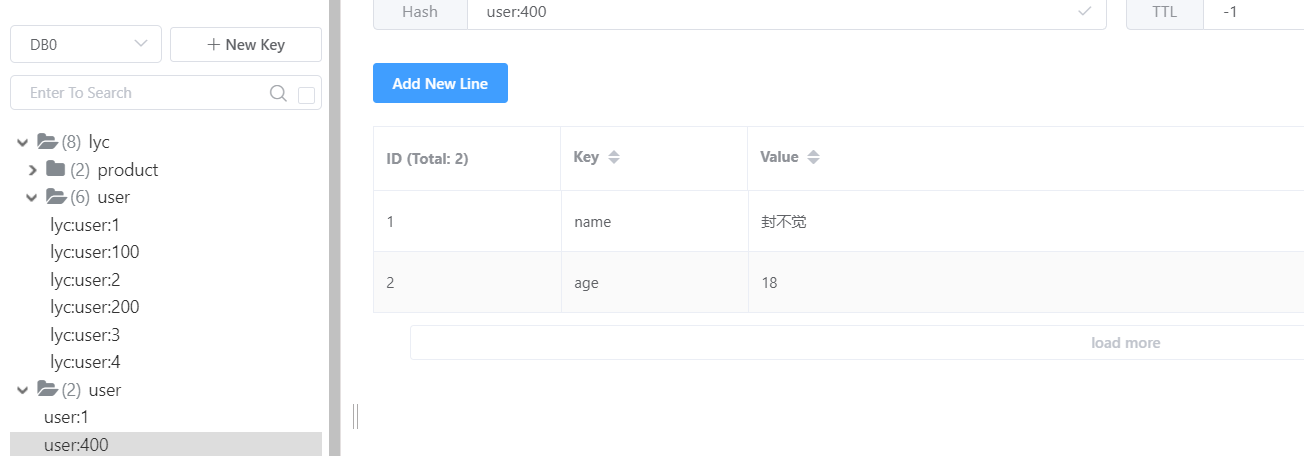 DB0
+ New Key
Enter To Search
(8) lyc
(2) product
(6) user
lyc:user:1
lyc:user:100
lyc:user:2
lyc:user:200
lyc:user:3
lyc:user:4
(2) user
user:1
user:400
Hash user:400
TTL -1
Add New Line
ID (Total: 2) Key Value
1 name 封不觉
2 age 18
load more